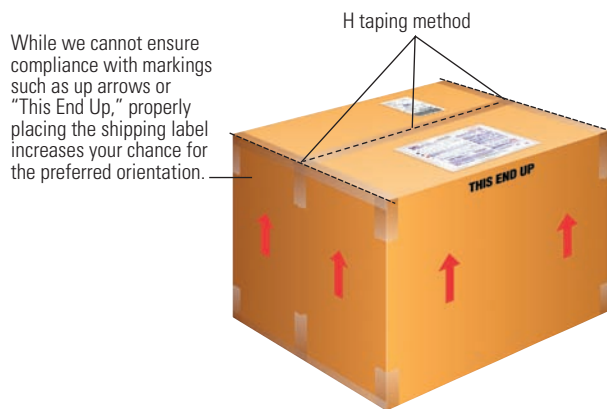 H taping method
While we cannot ensure
compliance with markings
such as up arrows or
“This End Up,” properly
placing the shipping label
increases your chance for
the preferred orientation.
THIS END UP